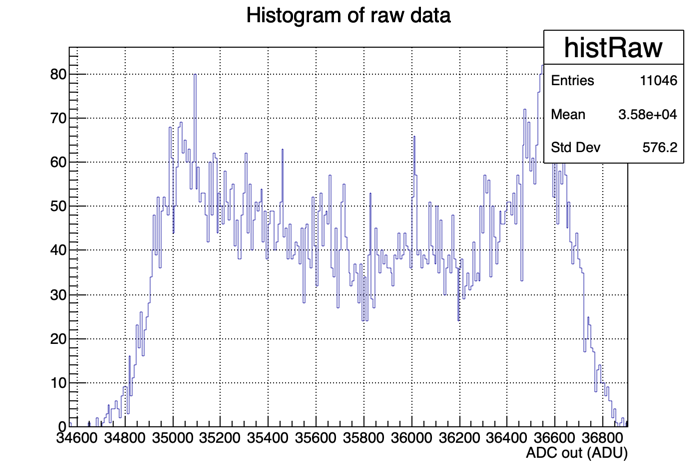 Histogram of raw data
histRaw
Entries 11046
Mean 3.58e+04
Std Dev 576.2
80
70
60
50
40
30
20
10
0
34600 34800 35000 35200 35400 35600 35800 36000 36200 36400 36600 36800
ADC out (ADU)